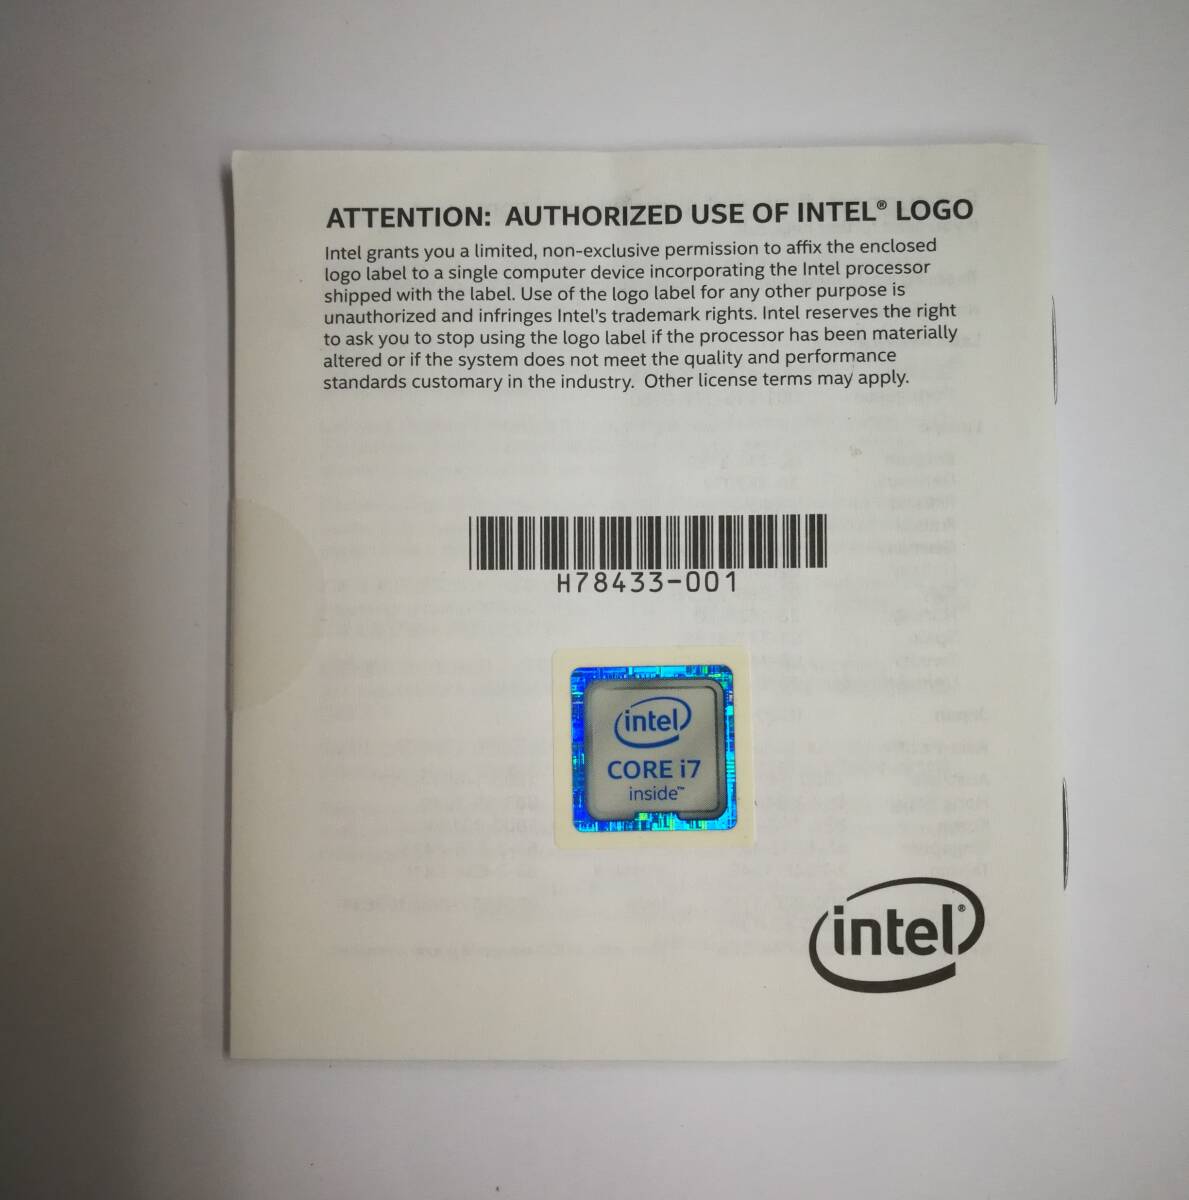 ATTENTION: AUTHORIZED USE OF INTEL® LOGO
Intel grants you a limited, non-exclusive permission to affix the enclosed
logo label to a single computer device incorporating the Intel processor
shipped with the label. Use of the logo label for any other purpose is
unauthorized and infringes Intel's trademark rights. Intel reserves the right
to ask you to stop using the logo label if the processor has been materially
altered or if the system does not meet the quality and performance
standards customary in the industry. Other license terms may apply.
H78433-001
intel
CORE i7
inside™
intel®